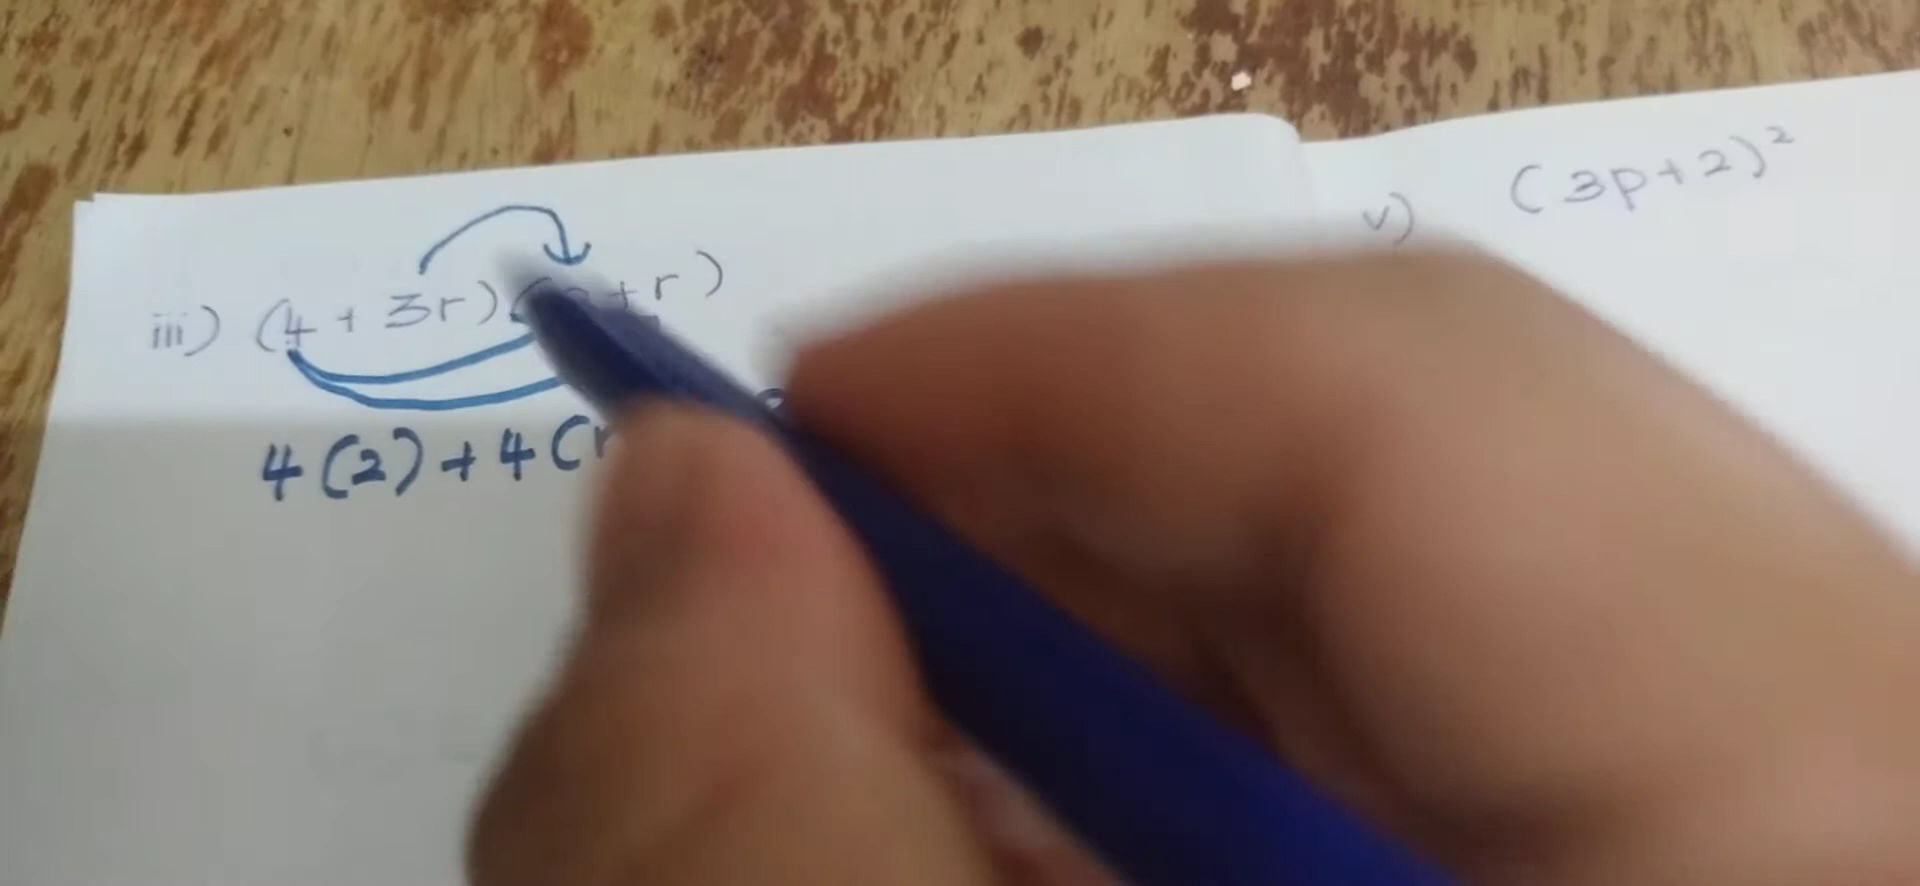 iii) (4 + 3r) ( + r)
4(2) + 4(r
v) (3p + 2)²